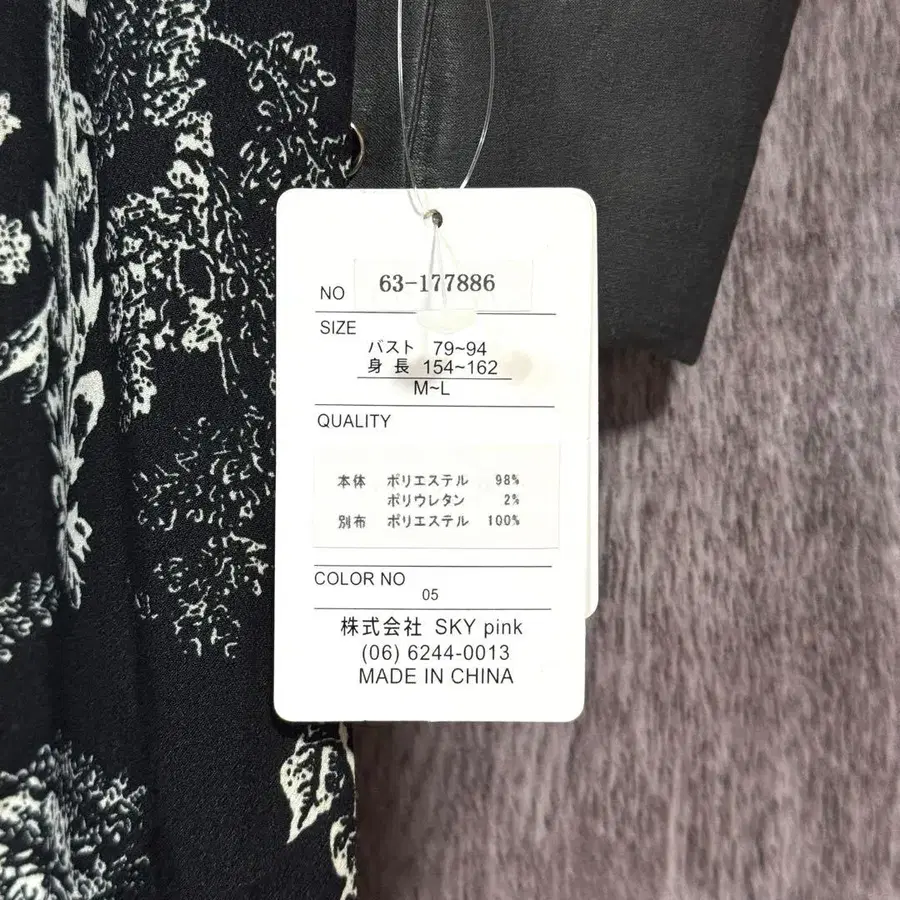 NO 63-177886
SIZE
バスト 79~94
身 長 154~162
M~L
QUALITY
本体 ポリエステル 98%
ポリウレタン 2%
別布 ポリエステル 100%
COLOR NO
05
株式会社 SKY pink
(06) 6244-0013
MADE IN CHINA